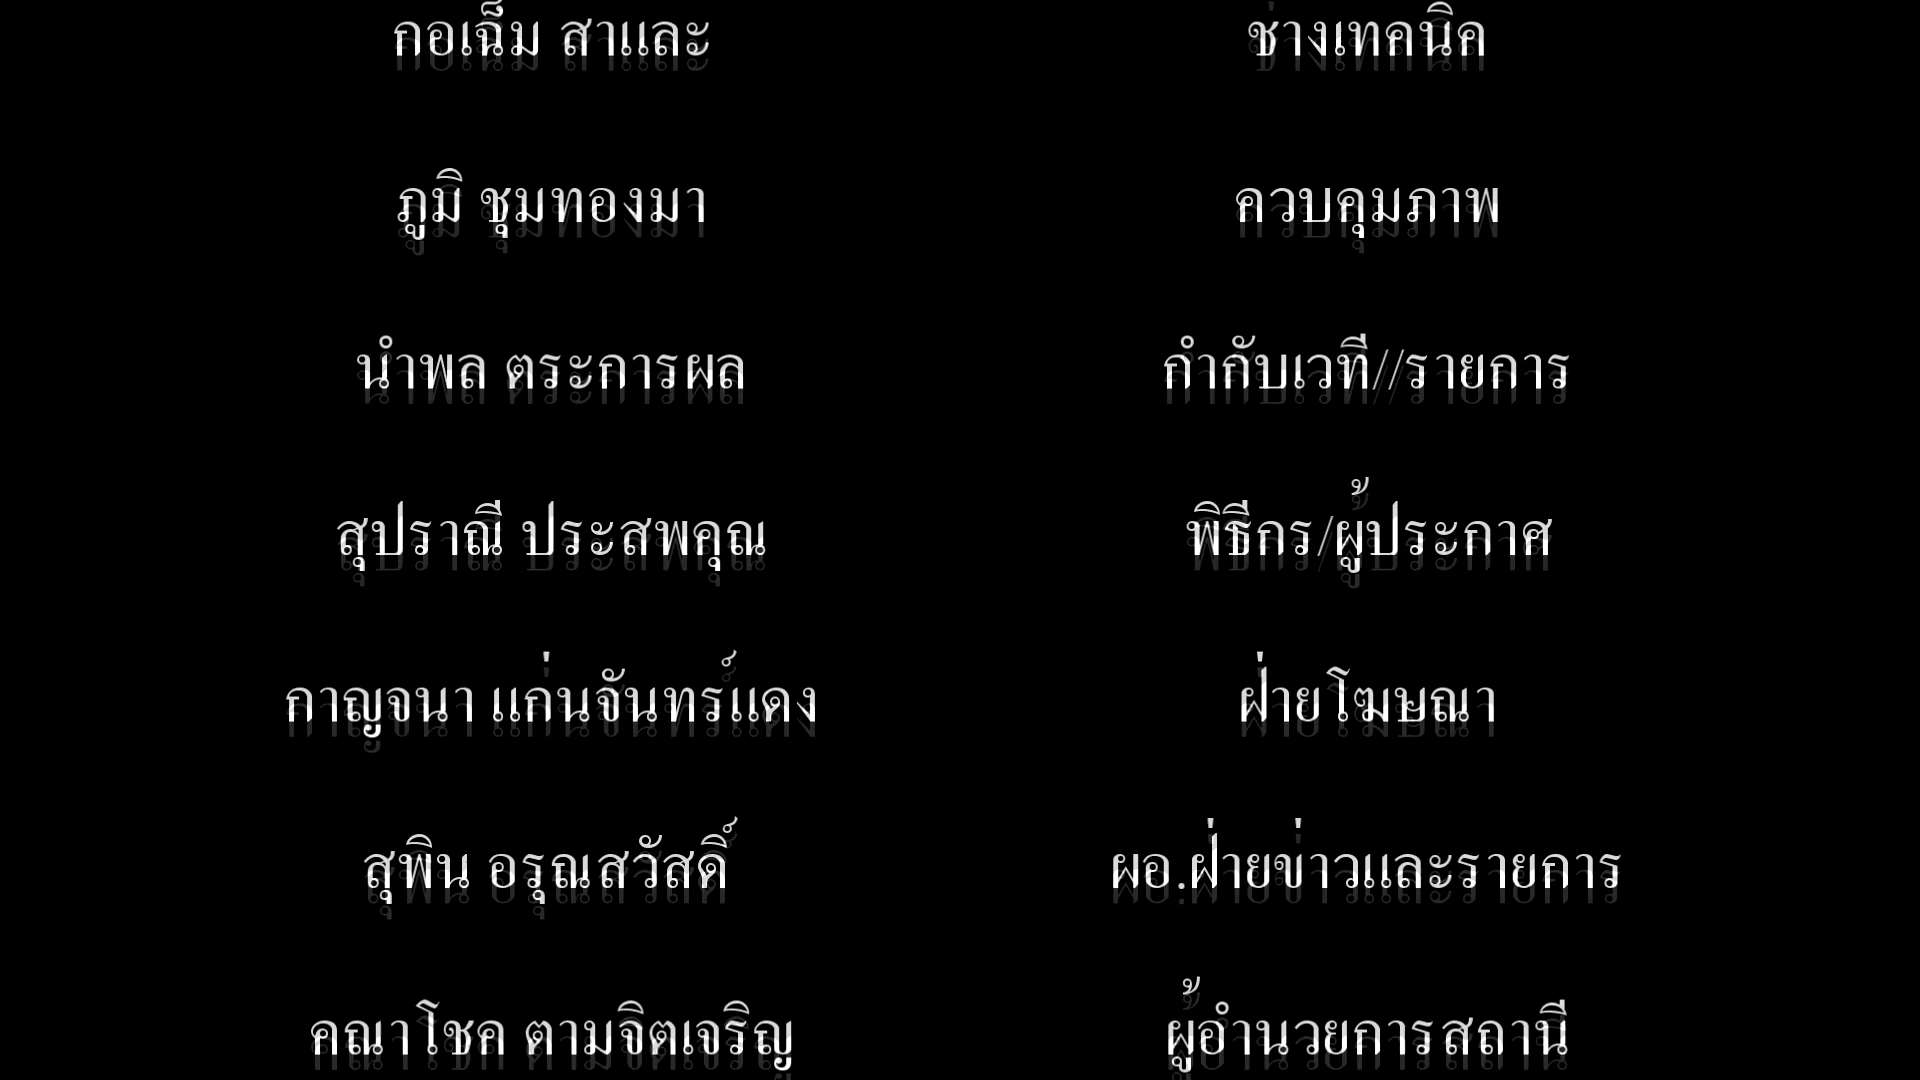 กอเฉ็ม สาและ ช่างเทคนิค
ภูมิ ชุมทองมา ควบคุมภาพ
นำพล ตระการผล กำกับเวที//รายการ
สุปราณี ประสพคุณ พิธีกร/ผู้ประกาศ
กาญจนา แก่นจันทร์แดง ฝ่ายโฆษณา
สุพิน อรุณสวัสดิ์ ผอ.ฝ่ายข่าวและรายการ
คณาโชค ตามจิตเจริญ ผู้อำนวยการสถานี